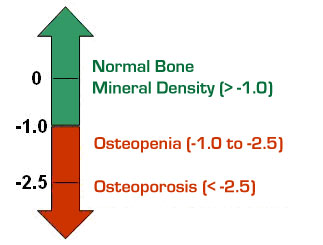 0
Normal Bone
Mineral Density (> -1.0)
-1.0
Osteopenia (-1.0 to -2.5)
-2.5
Osteoporosis (< -2.5)